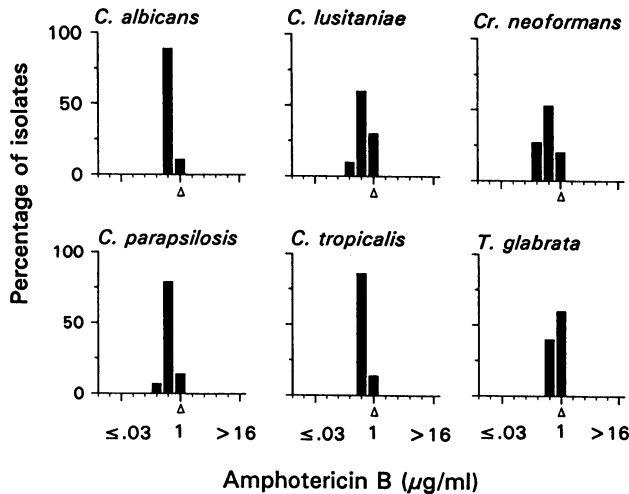 C. albicans
C. lusitaniae
Cr. neoformans
100
50
0
Δ
Δ
Δ
Percentage of isolates
C. parapsilosis
C. tropicalis
T. glabrata
100
50
0
Δ
Δ
Δ
≤.03 1 >16
≤.03 1 >16
≤.03 1 >16
Amphotericin B (μg/ml)